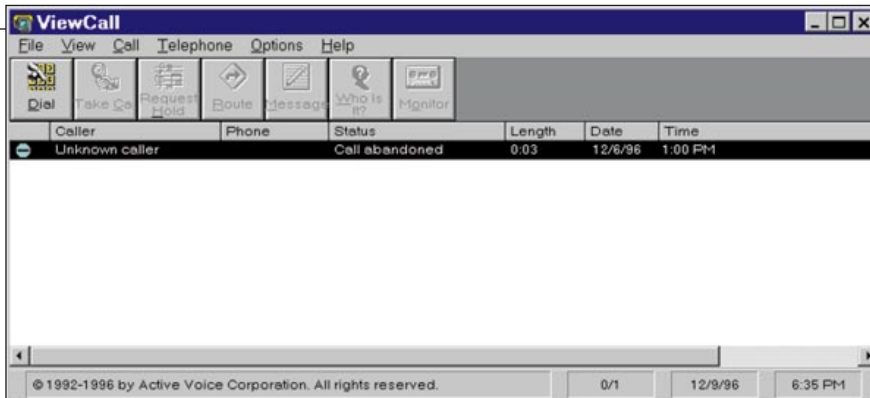 ViewCall
File View Call Telephone Options Help
Dial Take Ca Request Hold Route Message Who Is It? Monitor
Caller Phone Status Length Date Time
Unknown caller Call abandoned 0:03 12/6/96 1:00 PM
© 1992-1996 by Active Voice Corporation. All rights reserved. 0/1 12/9/96 6:35 PM